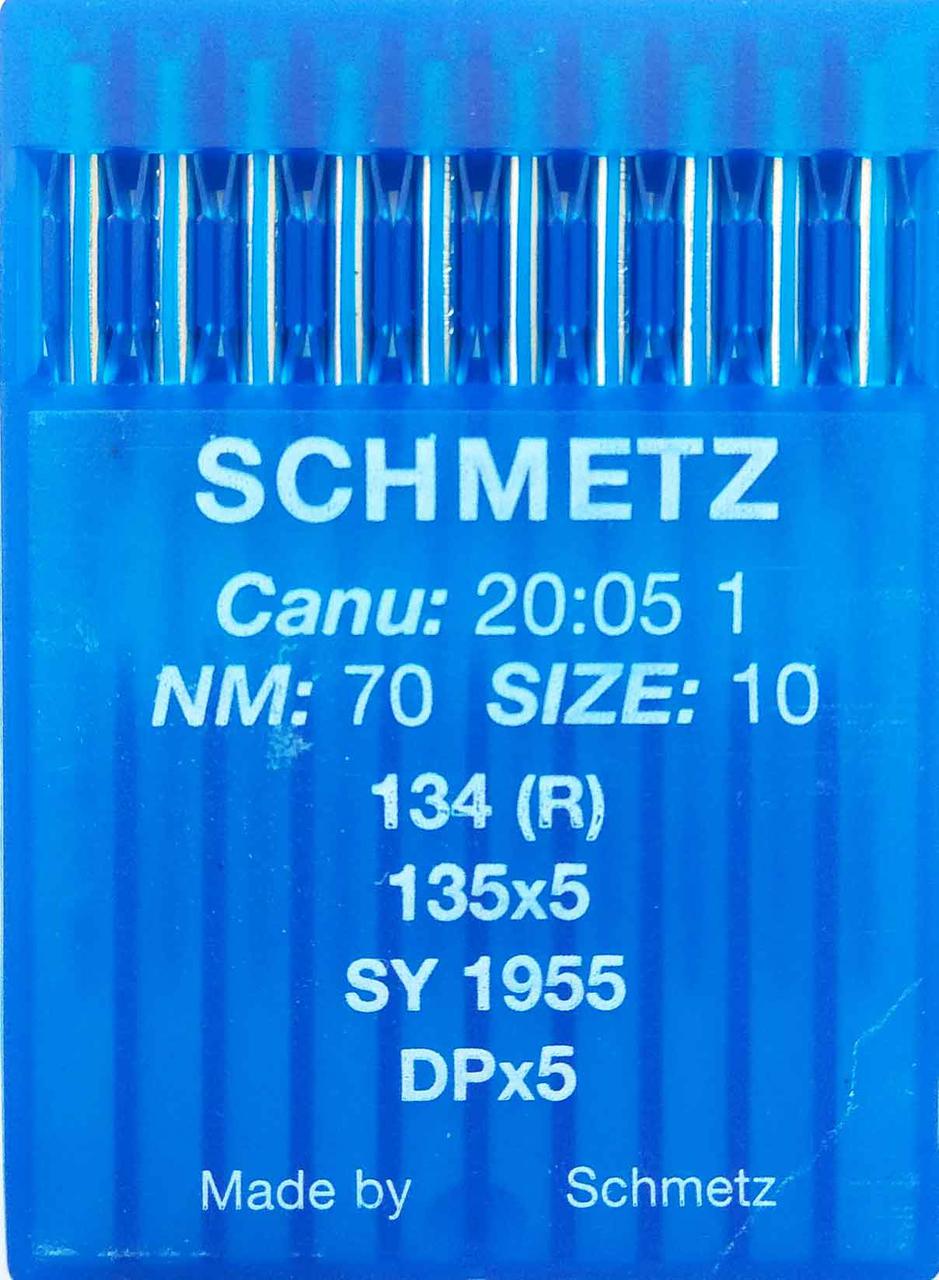 SCHMETZ
Canu: 20:05 1
NM: 70 SIZE: 10
134 (R)
135x5
SY 1955
DPx5
Made by Schmetz